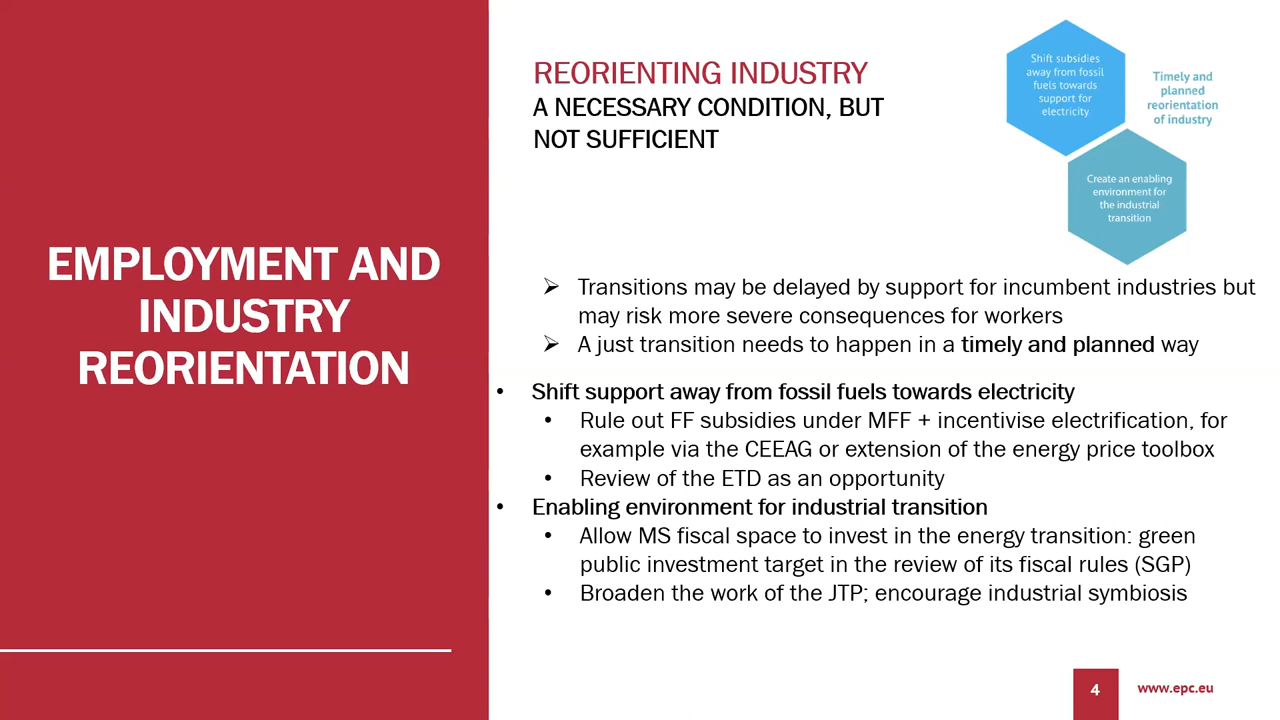 EMPLOYMENT AND
INDUSTRY
REORIENTATION
REORIENTING INDUSTRY
A NECESSARY CONDITION, BUT
NOT SUFFICIENT
Shift subsidies
away from fossil
fuels towards
support for
electricity
Timely and
planned
reorientation
of industry
Create an enabling
environment for
the industrial
transition
➢ Transitions may be delayed by support for incumbent industries but
may risk more severe consequences for workers
➢ A just transition needs to happen in a timely and planned way
• Shift support away from fossil fuels towards electricity
• Rule out FF subsidies under MFF + incentivise electrification, for
example via the CEEAG or extension of the energy price toolbox
• Review of the ETD as an opportunity
• Enabling environment for industrial transition
• Allow MS fiscal space to invest in the energy transition: green
public investment target in the review of its fiscal rules (SGP)
• Broaden the work of the JTP; encourage industrial symbiosis
4
www.epc.eu